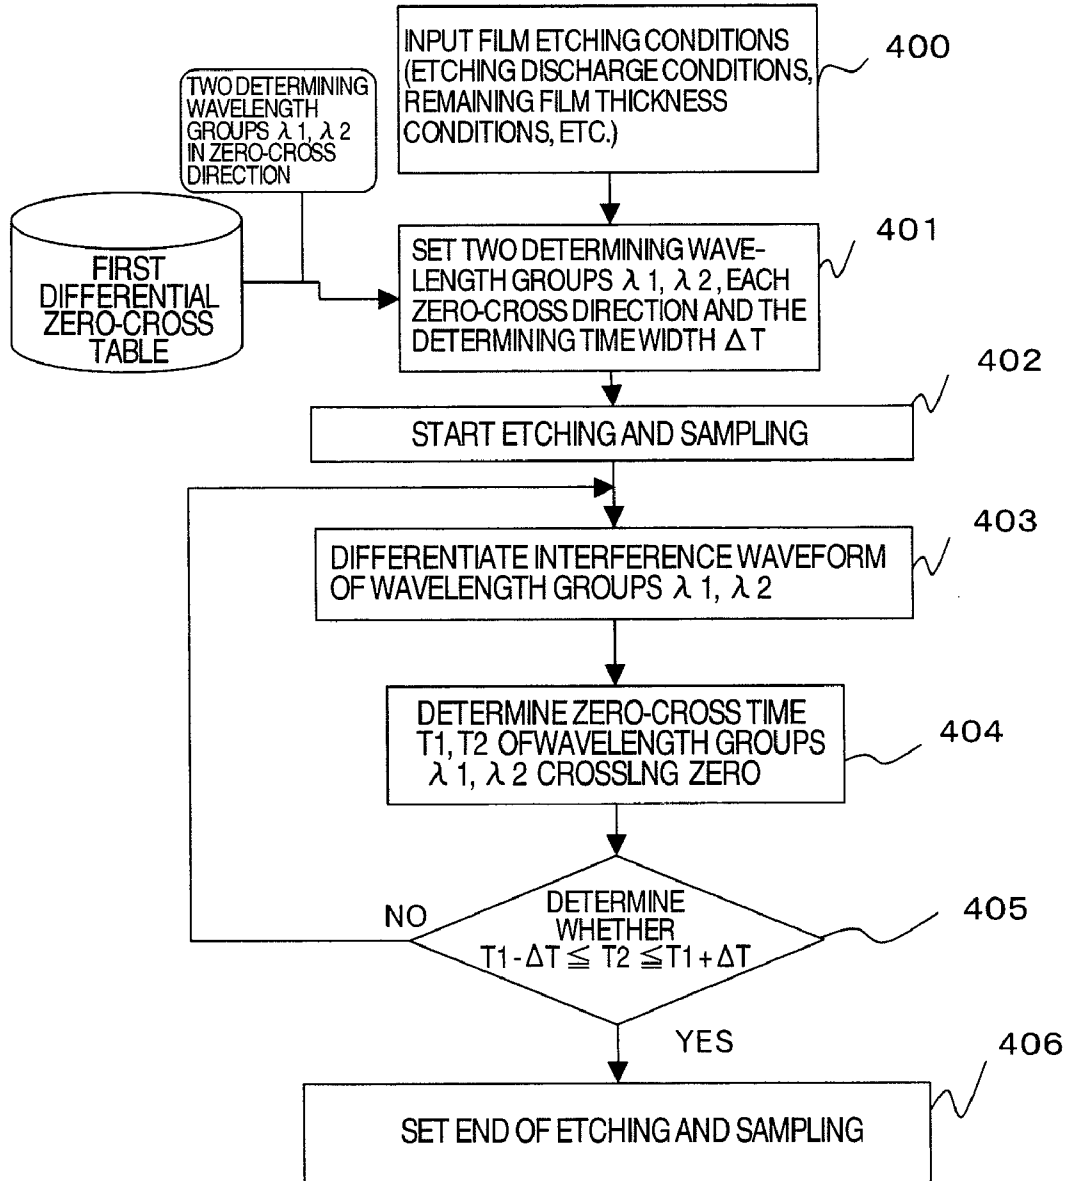 INPUT FILM ETCHING CONDITIONS
(ETCHING DISCHARGE CONDITIONS,
REMAINING FILM THICKNESS
CONDITIONS, ETC.)
400
TWO DETERMINING
WAVELENGTH
GROUPS λ 1, λ 2
IN ZERO-CROSS
DIRECTION
FIRST
DIFFERENTIAL
ZERO-CROSS
TABLE
SET TWO DETERMINING WAVE-
LENGTH GROUPS λ 1, λ 2, EACH
ZERO-CROSS DIRECTION AND THE
DETERMINING TIME WIDTH Δ T
401
402
START ETCHING AND SAMPLING
403
DIFFERENTIATE INTERFERENCE WAVEFORM
OF WAVELENGTH GROUPS λ 1, λ 2
DETERMINE ZERO-CROSS TIME
T1, T2 OF WAVELENGTH GROUPS
λ 1, λ 2 CROSSLNG ZERO
404
DETERMINE
WHETHER
T1-ΔT ≦ T2 ≦T1+ΔT
405
NO
YES
406
SET END OF ETCHING AND SAMPLING